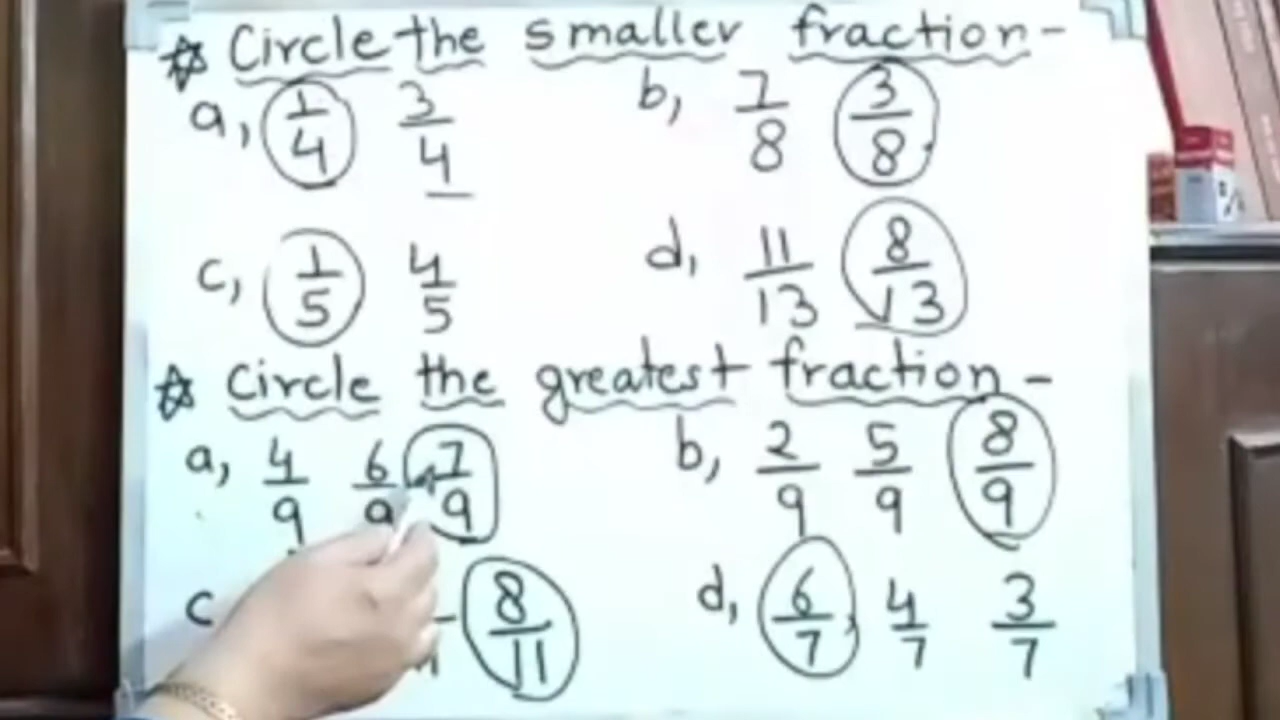 ☆ Circle the smaller fraction-
a, 1/4 3/4 b, 7/8 3/8
c, 1/5 4/5 d, 11/13 8/13
☆ Circle the greatest fraction-
a, 4/9 6/9 7/9 b, 2/9 5/9 8/9
c 8/11 d, 6/7 4/7 3/7